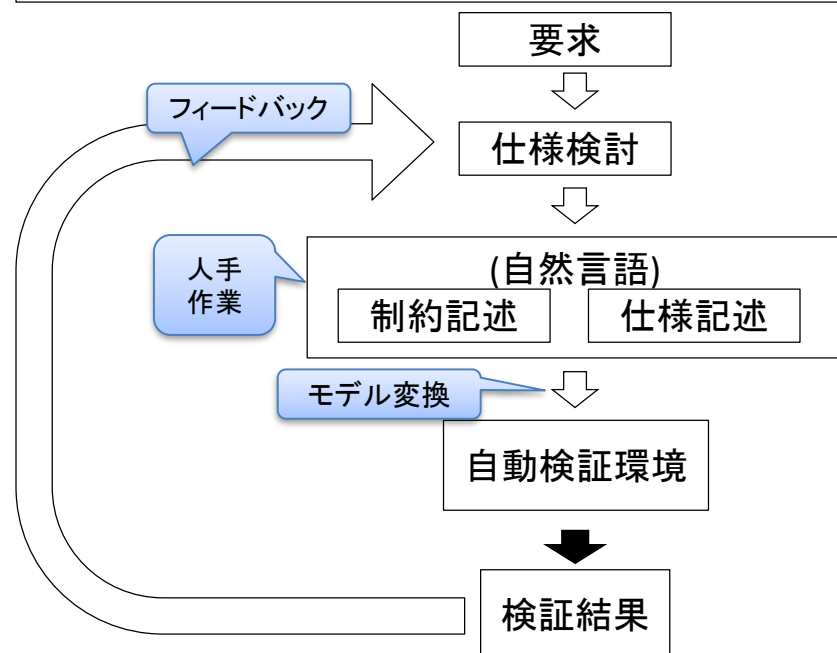 要求
フィードバック
仕様検討
人手
作業
(自然言語)
制約記述
仕様記述
モデル変換
自動検証環境
検証結果